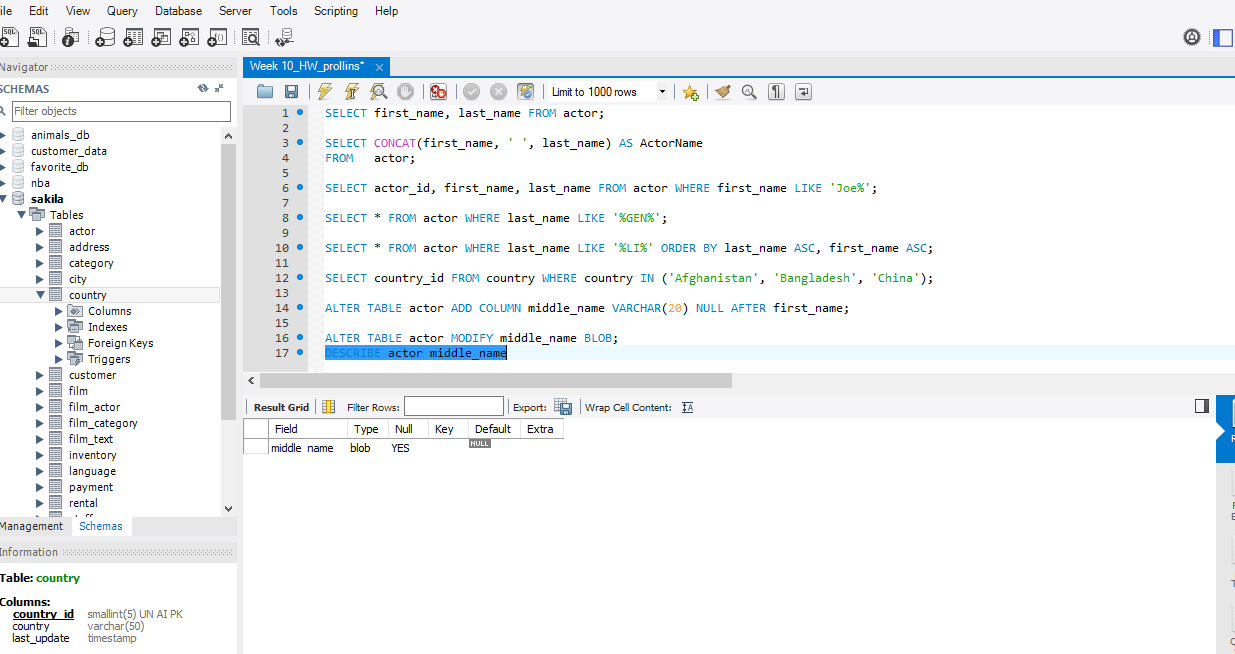 ile Edit View Query Database Server Tools Scripting Help
Navigator
SCHEMAS
Filter objects
animals_db
customer_data
favorite_db
nba
sakila
Tables
actor
address
category
city
country
Columns
Indexes
Foreign Keys
Triggers
customer
film
film_actor
film_category
film_text
inventory
language
payment
rental
Management Schemas
Information
Table: country
Columns:
country_id smallint(5) UN AI PK
country varchar(50)
last_update timestamp
Week 10_HW_prollins*
Limit to 1000 rows
1 SELECT first_name, last_name FROM actor;
2
3 SELECT CONCAT(first_name, ' ', last_name) AS ActorName
4 FROM actor;
5
6 SELECT actor_id, first_name, last_name FROM actor WHERE first_name LIKE 'Joe%';
7
8 SELECT * FROM actor WHERE last_name LIKE '%GEN%';
9
10 SELECT * FROM actor WHERE last_name LIKE '%LI%' ORDER BY last_name ASC, first_name ASC;
11
12 SELECT country_id FROM country WHERE country IN ('Afghanistan', 'Bangladesh', 'China');
13
14 ALTER TABLE actor ADD COLUMN middle_name VARCHAR(20) NULL AFTER first_name;
15
16 ALTER TABLE actor MODIFY middle_name BLOB;
17 DESCRIBE actor middle_name
Result Grid Filter Rows: Export: Wrap Cell Content:
Field Type Null Key Default Extra
middle_name blob YES NULL